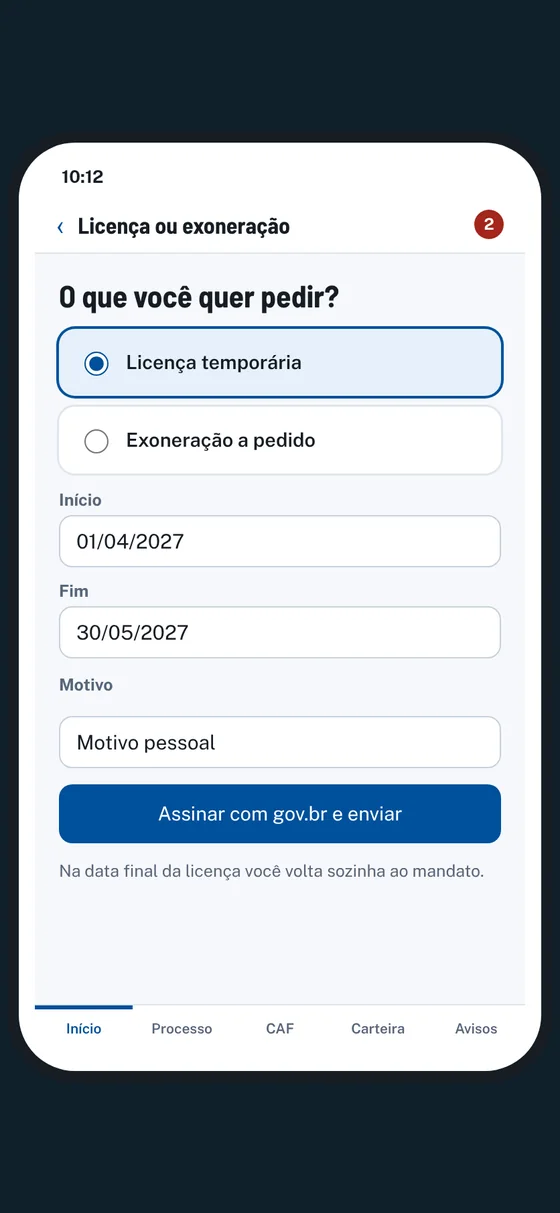 10:12
‹ Licença ou exoneração 2
O que você quer pedir?
Licença temporária
Exoneração a pedido
Início
01/04/2027
Fim
30/05/2027
Motivo
Motivo pessoal
Assinar com gov.br e enviar
Na data final da licença você volta sozinha ao mandato.
Início Processo CAF Carteira Avisos